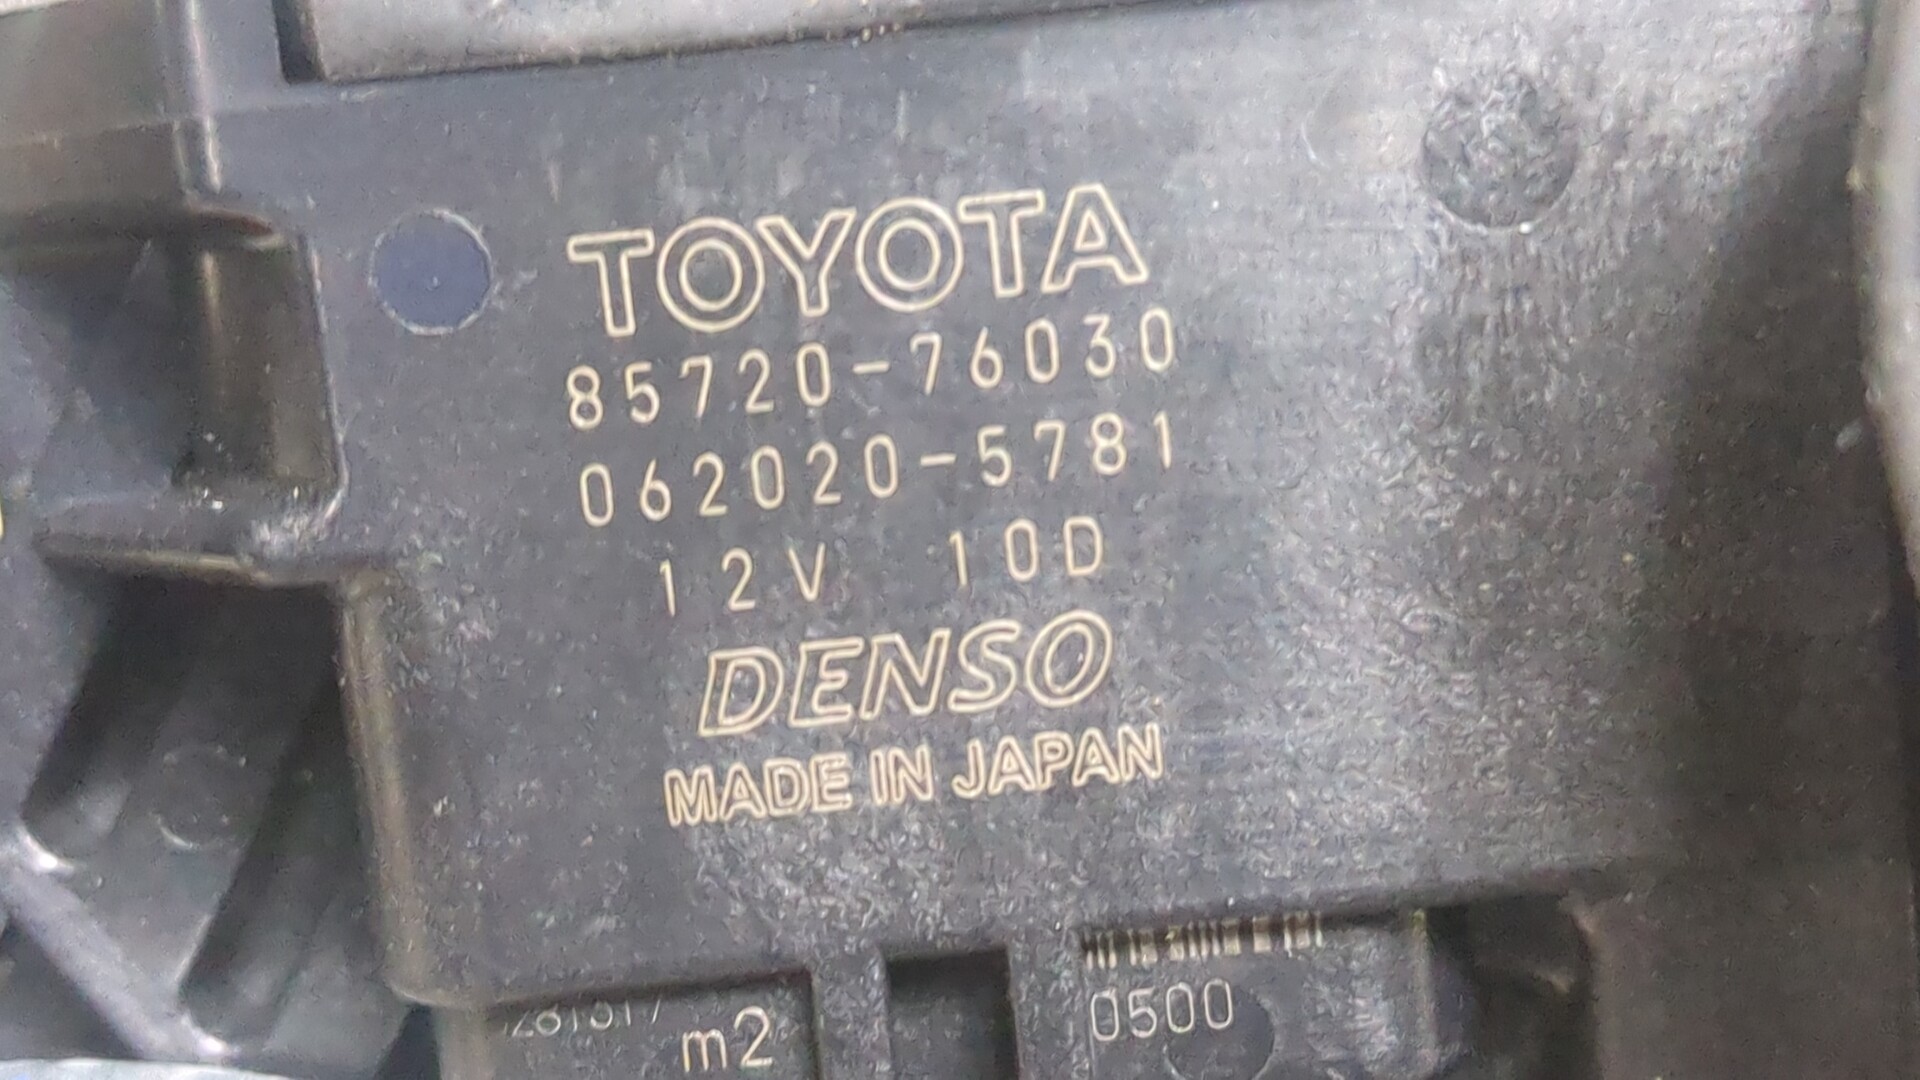 TOYOTA
85720-76030
062020-5781
12V 10D
DENSO
MADE IN JAPAN
m2
0500